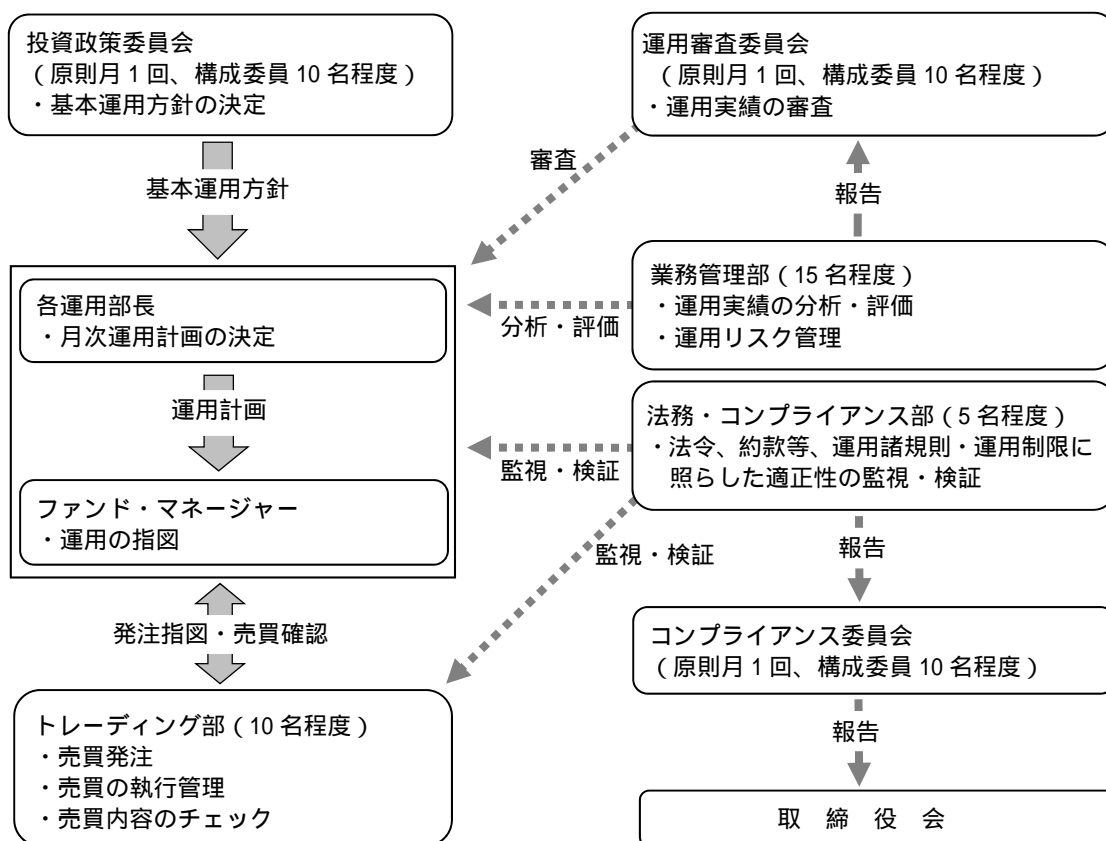 投資政策委員会
（原則月1回、構成委員10名程度）
・基本運用方針の決定
基本運用方針
各運用部長
・月次運用計画の決定
運用計画
ファンド・マネージャー
・運用の指図
発注指図・売買確認
トレーディング部（10名程度）
・売買発注
・売買の執行管理
・売買内容のチェック
運用審査委員会
（原則月1回、構成委員10名程度）
・運用実績の審査
審査
報告
業務管理部（15名程度）
・運用実績の分析・評価
・運用リスク管理
分析・評価
法務・コンプライアンス部（5名程度）
・法令、約款等、運用諸規則・運用制限に
照らした適正性の監視・検証
監視・検証
監視・検証
報告
コンプライアンス委員会
（原則月1回、構成委員10名程度）
報告
取　締　役　会